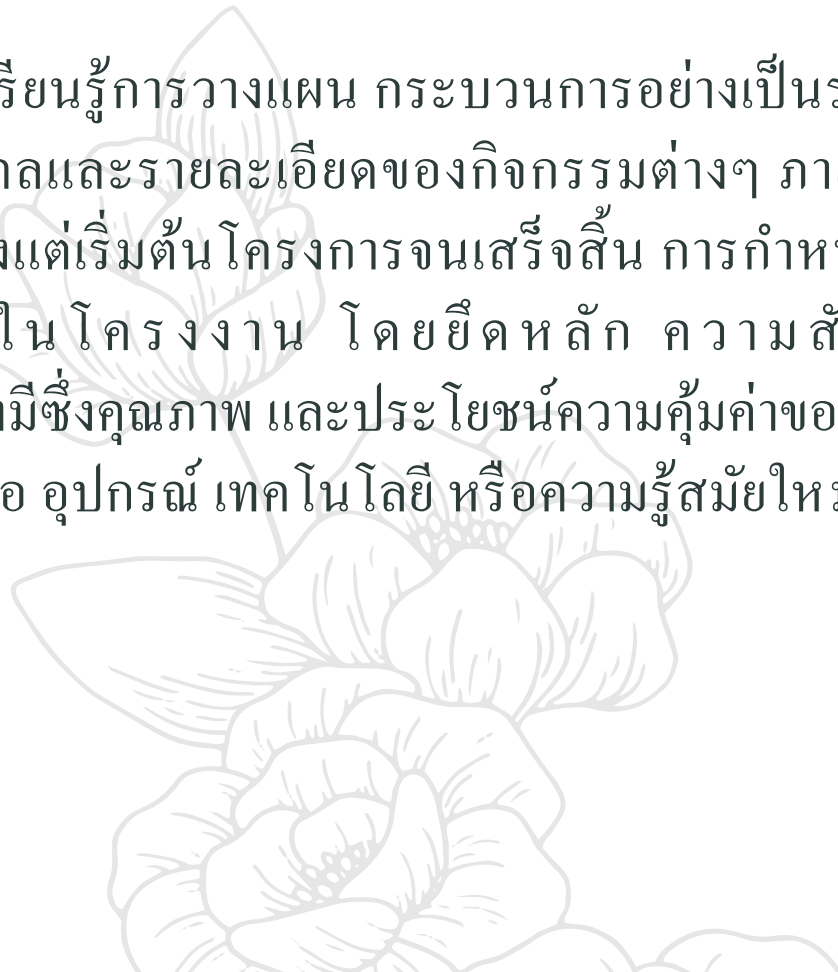 รียนรู้การวางแผน กระบวนการอย่างเป็นร
าลและรายละเอียดของกิจกรรมต่างๆ ภา
งแต่เริ่มต้นโครงการจนเสร็จสิ้น การกำห
ในโครงงาน โดยยึดหลัก ความสั
มีซึ่งคุณภาพ และประโยชน์ความคุ้มค่าขอ
อ อุปกรณ์ เทคโนโลยี หรือความรู้สมัยให